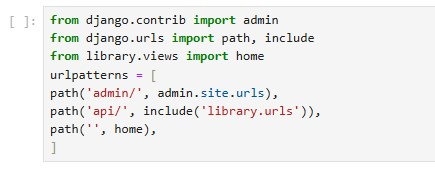 [ ]: from django.contrib import admin
from django.urls import path, include
from library.views import home
urlpatterns = [
path('admin/', admin.site.urls),
path('api/', include('library.urls')),
path('', home),
]